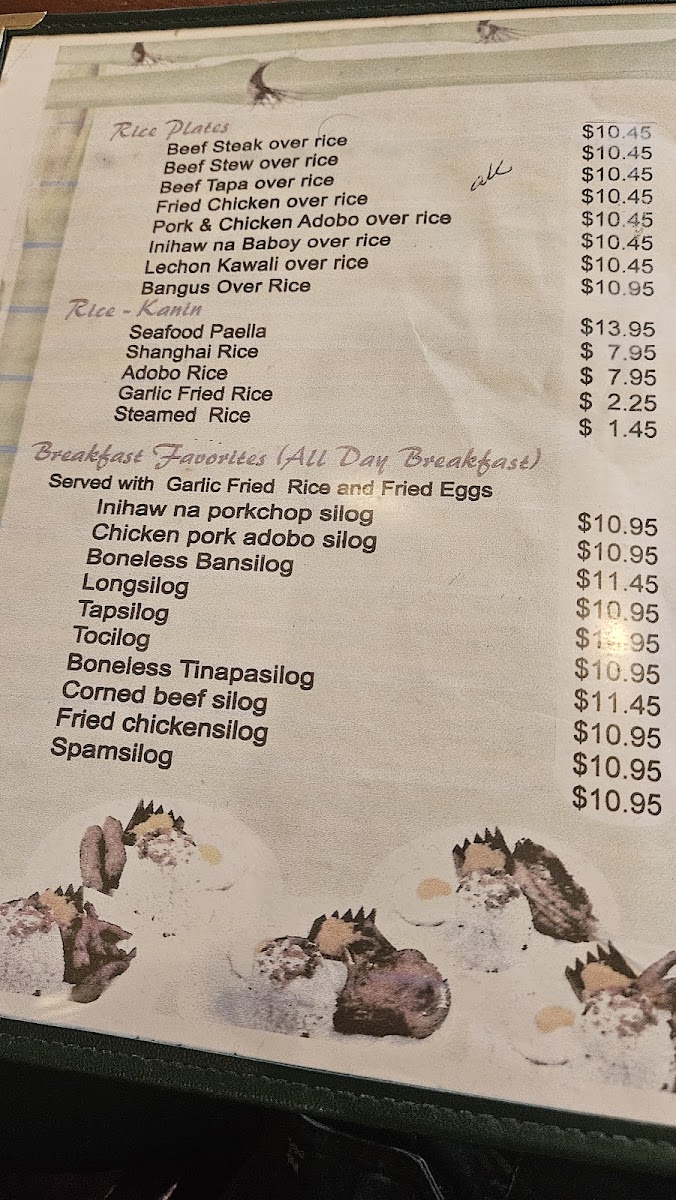 Rice Plates
Beef Steak over rice $10.45
Beef Stew over rice $10.45
Beef Tapa over rice $10.45
Fried Chicken over rice $10.45
Pork & Chicken Adobo over rice $10.45
Inihaw na Baboy over rice $10.45
Lechon Kawali over rice $10.45
Bangus Over Rice $10.95
Rice - Kanin
Seafood Paella $13.95
Shanghai Rice $ 7.95
Adobo Rice $ 7.95
Garlic Fried Rice $ 2.25
Steamed Rice $ 1.45
Breakfast Favorites (All Day Breakfast)
Served with Garlic Fried Rice and Fried Eggs
Inihaw na porkchop silog $10.95
Chicken pork adobo silog $10.95
Boneless Bansilog $11.45
Longsilog $10.95
Tapsilog
Tocilog $10.95
Boneless Tinapasilog $11.45
Corned beef silog $10.95
Fried chickensilog $10.95
Spamsilog $10.95